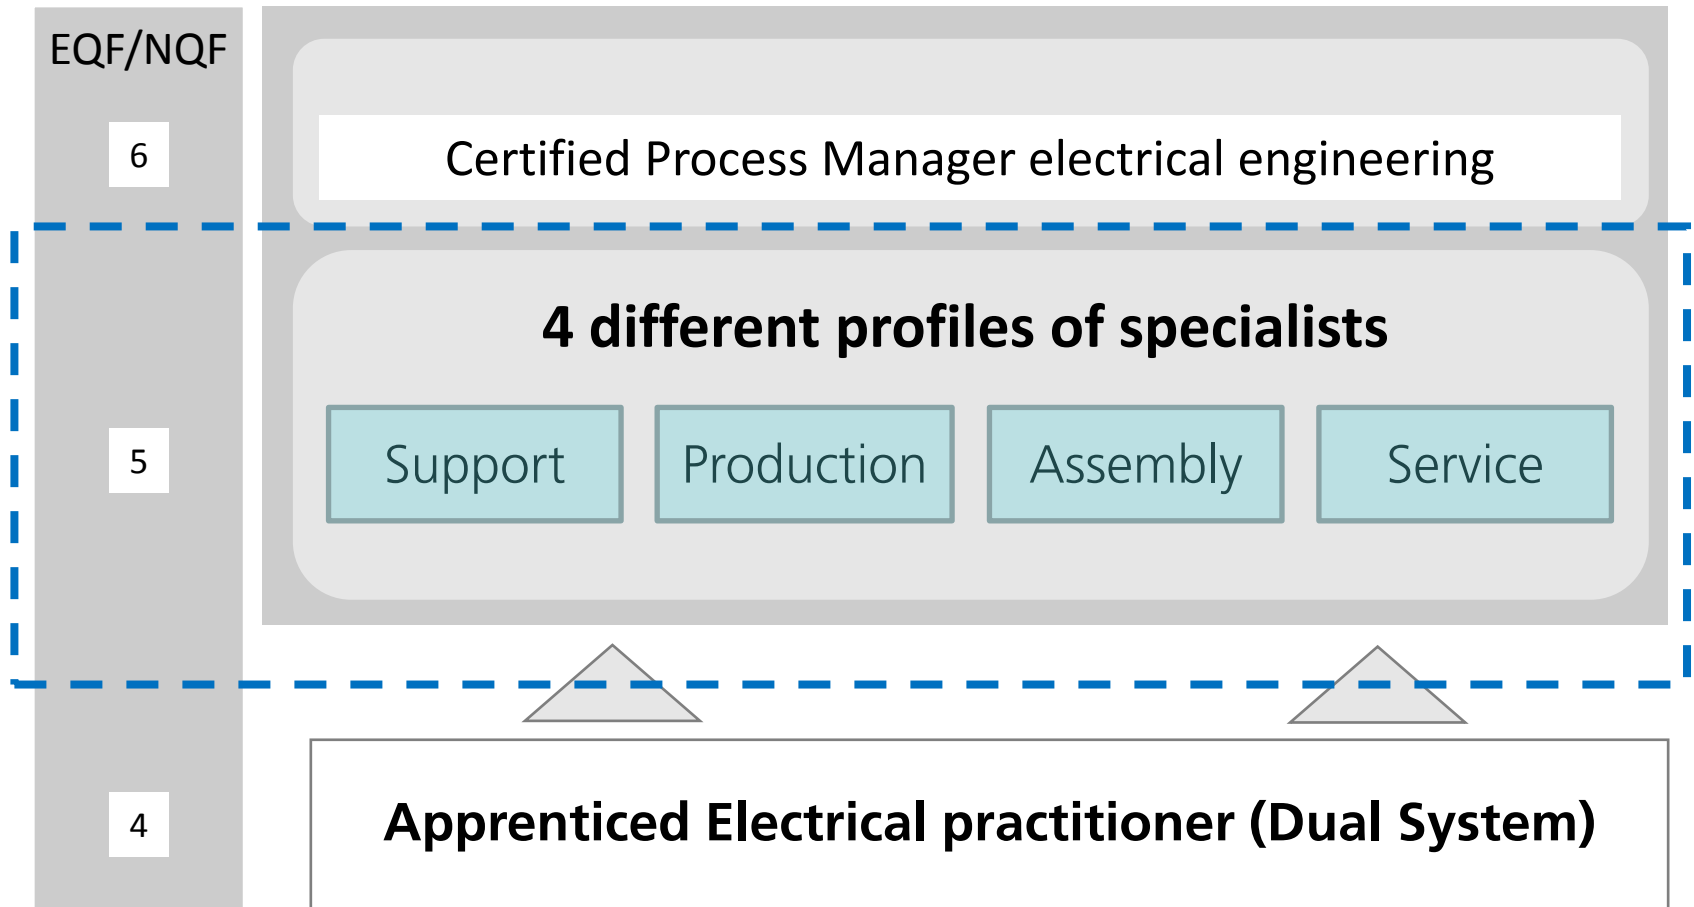 EQF/NQF
6
Certified Process Manager electrical engineering
4 different profiles of specialists
5
Support
Production
Assembly
Service
4
Apprenticed Electrical practitioner (Dual System)